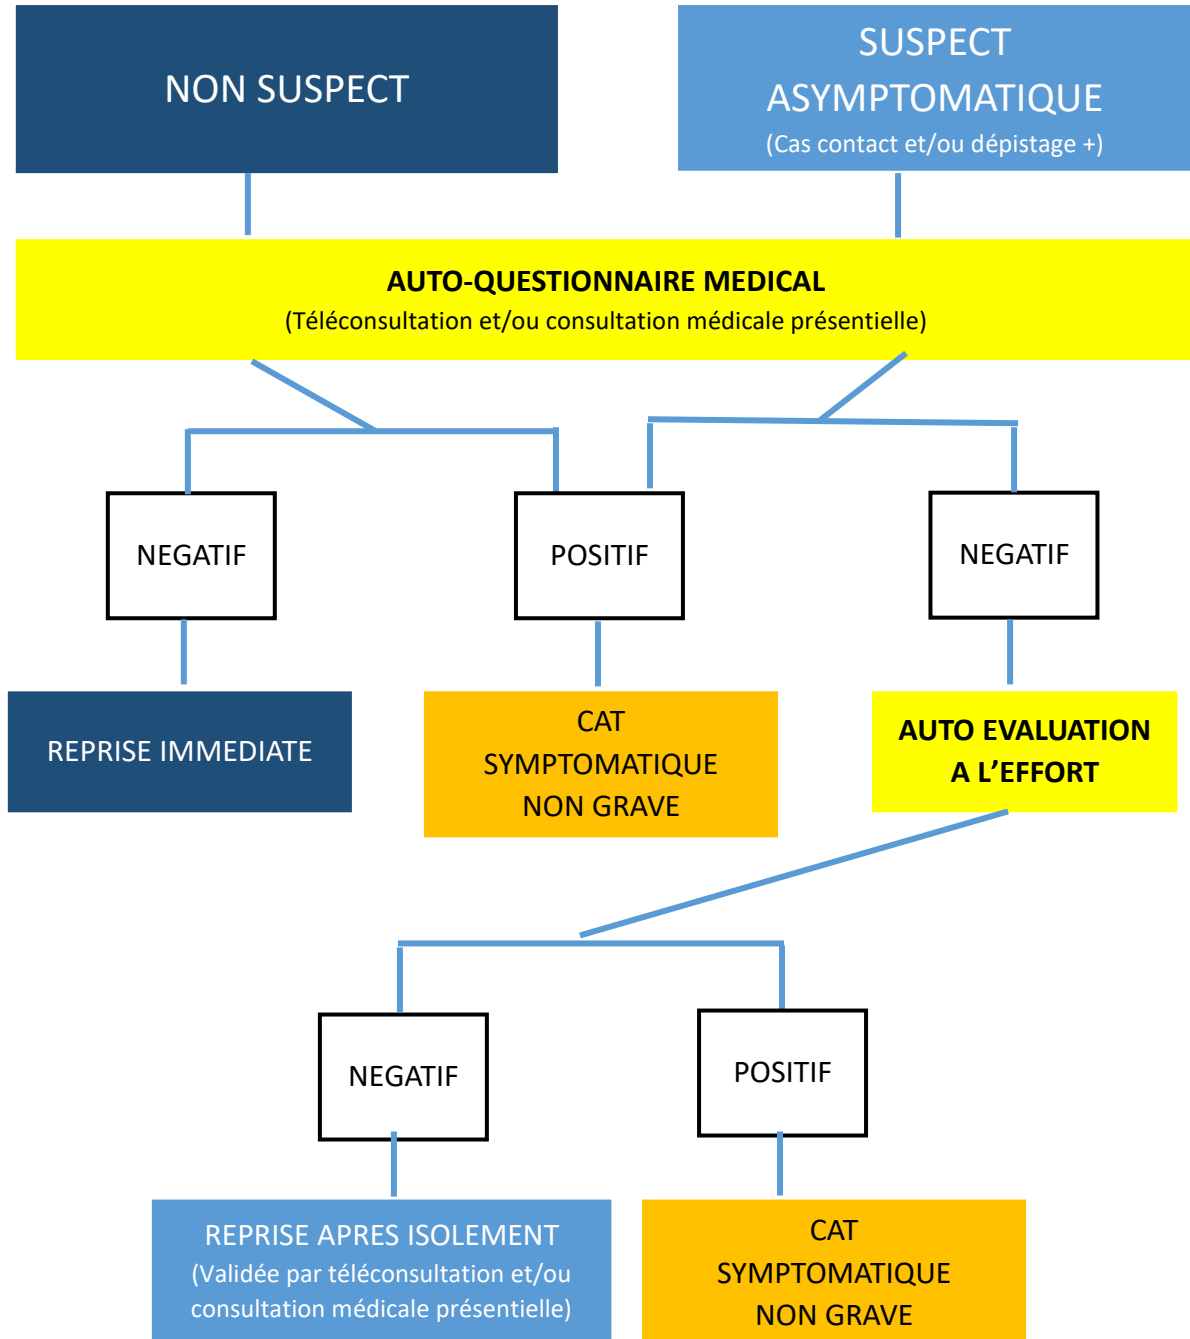 NON SUSPECT
SUSPECT
ASYMPTOMATIQUE
(Cas contact et/ou dépistage +)
AUTO-QUESTIONNAIRE MEDICAL
(Téléconsultation et/ou consultation médicale présentielle)
NEGATIF
POSITIF
NEGATIF
REPRISE IMMEDIATE
CAT
SYMPTOMATIQUE
NON GRAVE
AUTO EVALUATION
A L’EFFORT
NEGATIF
POSITIF
REPRISE APRES ISOLEMENT
(Validée par téléconsultation et/ou
consultation médicale présentielle)
CAT
SYMPTOMATIQUE
NON GRAVE